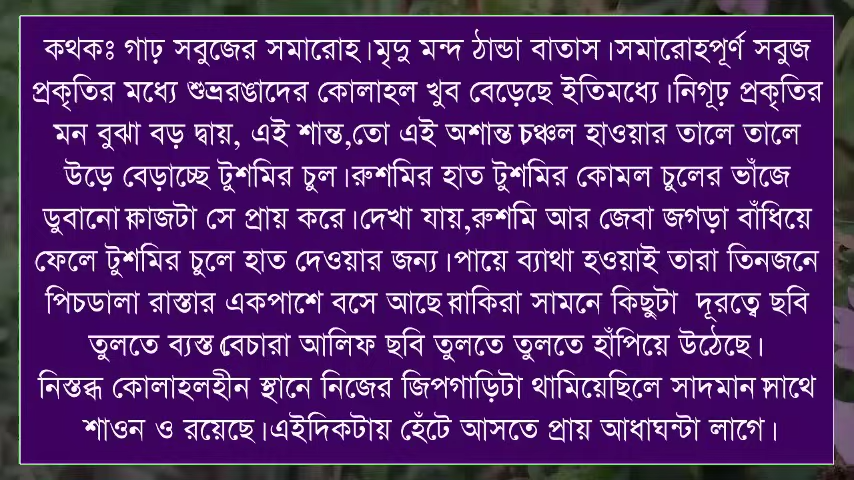 কথকঃ গাঢ় সবুজের সমারোহ।মৃদু মন্দ ঠান্ডা বাতাস।সমারোহপূর্ণ সবুজ
প্রকৃতির মধ্যে শুভ্ররঙাদের কোলাহল খুব বেড়েছে ইতিমধ্যে।নিগূঢ় প্রকৃতির
মন বুঝা বড় দ্বায়, এই শান্ত,তো এই অশান্ত।চঞ্চল হাওয়ার তালে তালে
উড়ে বেড়াচ্ছে টুশমির চুল।রুশমির হাত টুশমির কোমল চুলের ভাঁজে
ডুবানো।কাজটা সে প্রায় করে।দেখা যায়,রুশমি আর জেবা জগড়া বাঁধিয়ে
ফেলে টুশমির চুলে হাত দেওয়ার জন্য।পায়ে ব্যাথা হওয়াই তারা তিনজনে
পিচডালা রাস্তার একপাশে বসে আছে।বাকিরা সামনে কিছুটা দূরত্বে ছবি
তুলতে ব্যস্ত।বেচারা আলিফ ছবি তুলতে তুলতে হাঁপিয়ে উঠেছে।
নিস্তব্ধ কোলাহলহীন স্থানে নিজের জিপগাড়িটা থামিয়েছিলে সাদমান।সাথে
শাওন ও রয়েছে।এইদিকটায় হেঁটে আসতে প্রায় আধাঘন্টা লাগে।